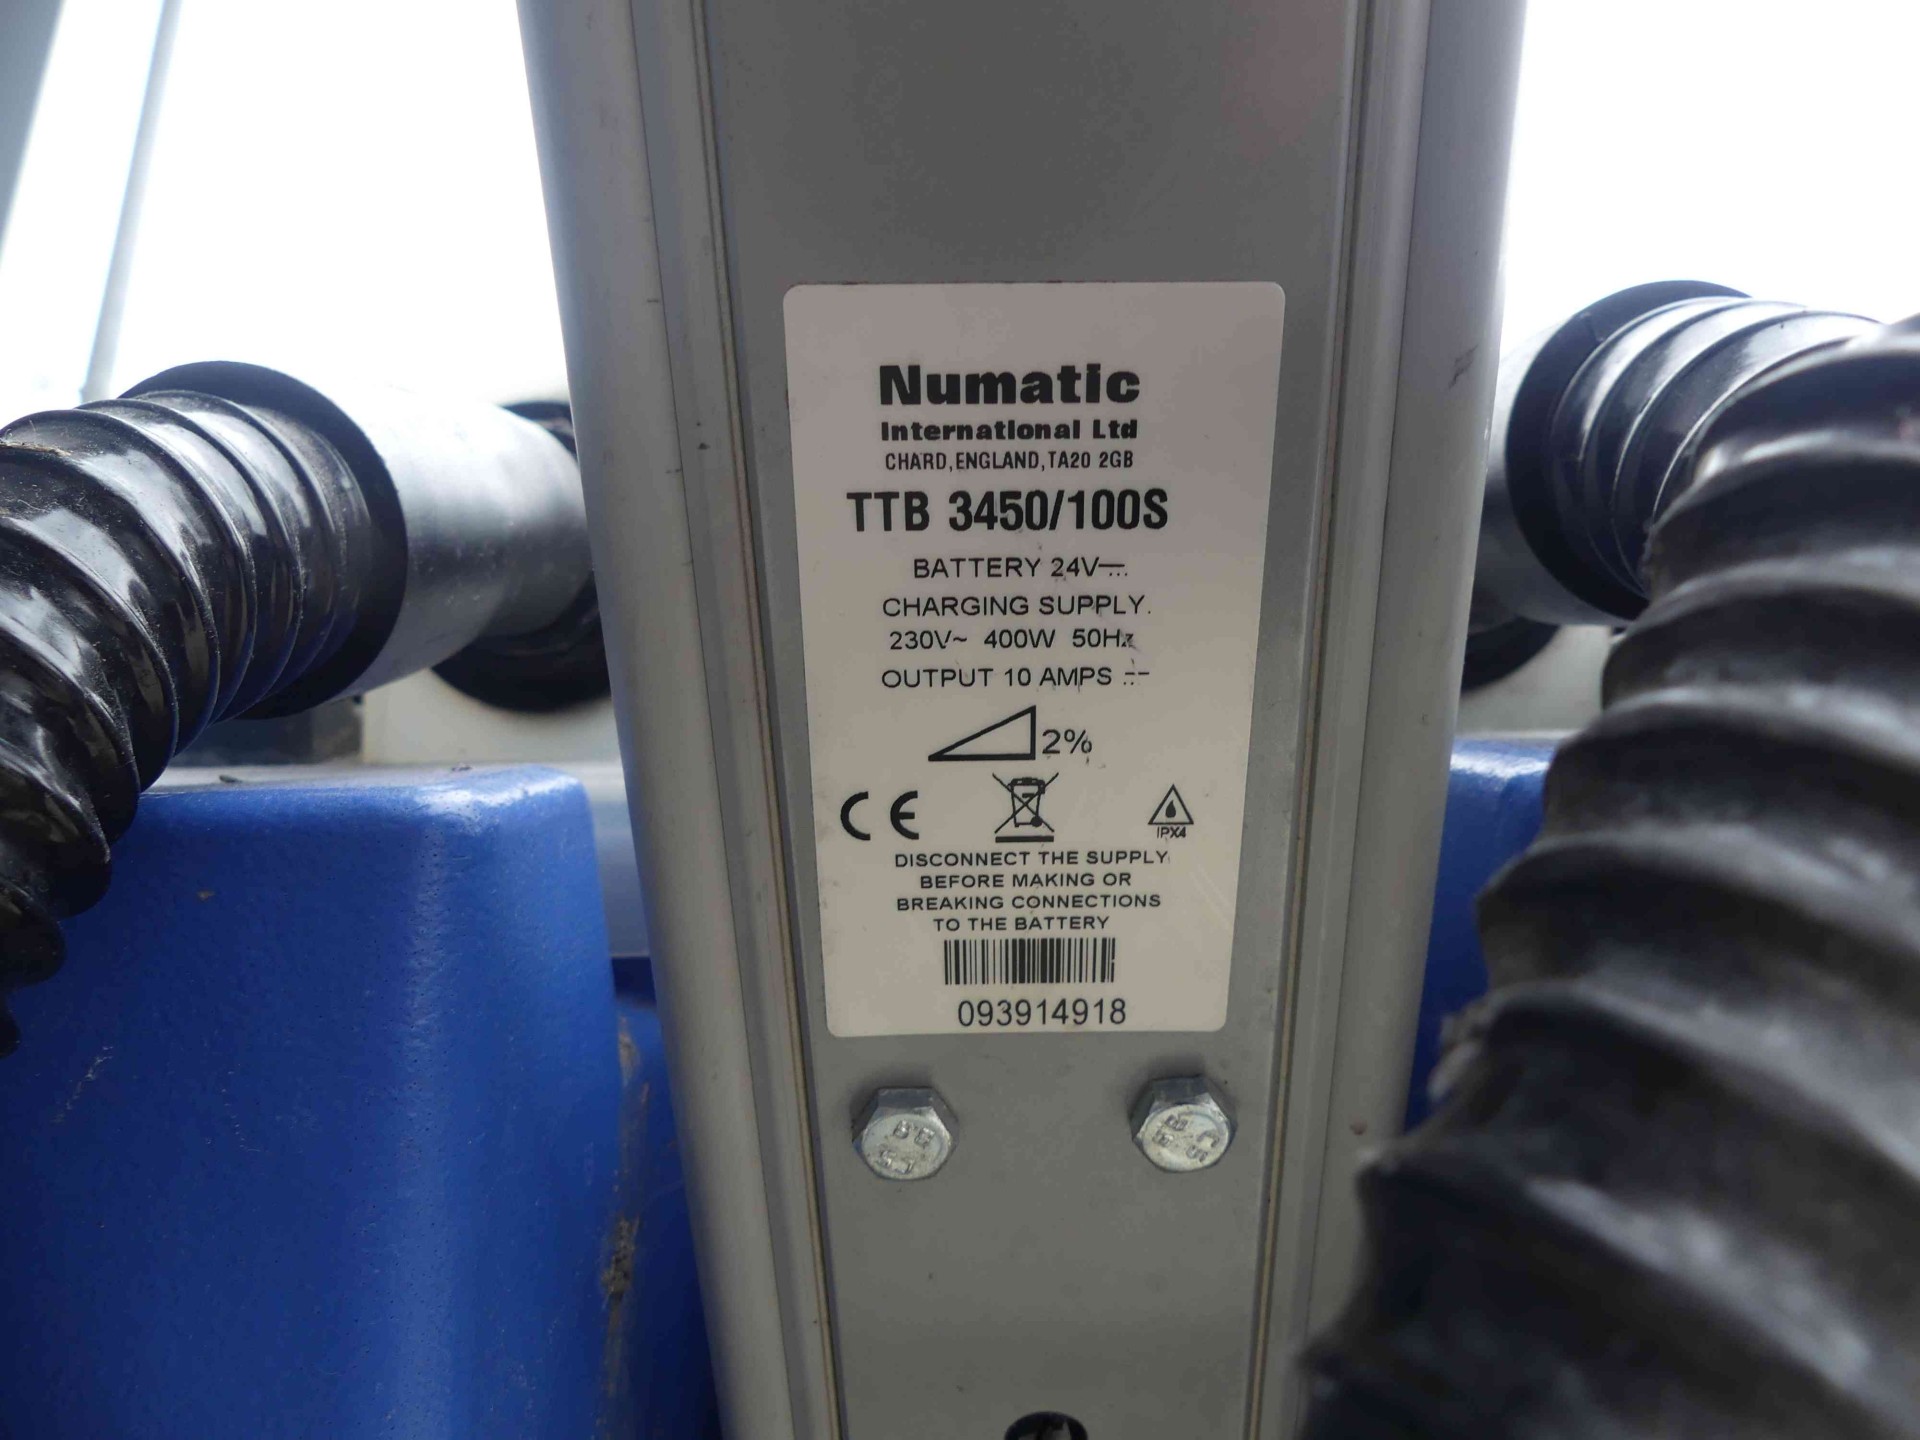 Numatic
International Ltd
CHARD,ENGLAND,TA20 2GB
TTB 3450/100S
BATTERY 24V
CHARGING SUPPLY.
230V~ 400W 50Hz
OUTPUT 10 AMPS
2%
CE
IPX4
DISCONNECT THE SUPPLY
BEFORE MAKING OR
BREAKING CONNECTIONS
TO THE BATTERY
093914918